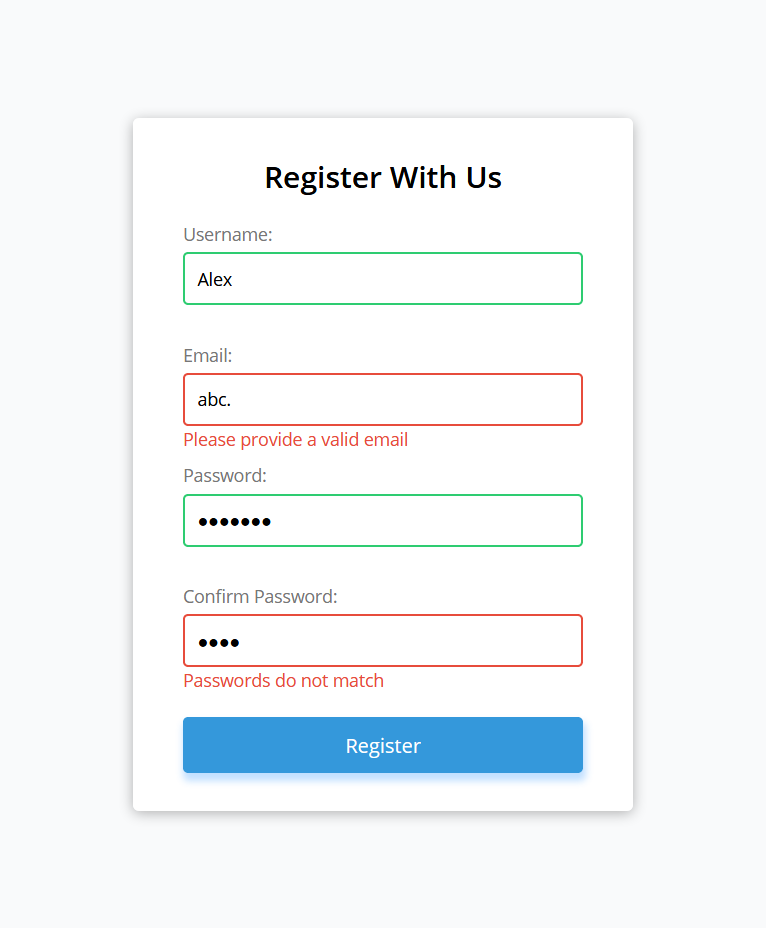 Register With Us
Username:
Alex
Email:
abc.
Please provide a valid email
Password:
•••••••
Confirm Password:
••••
Passwords do not match
Register